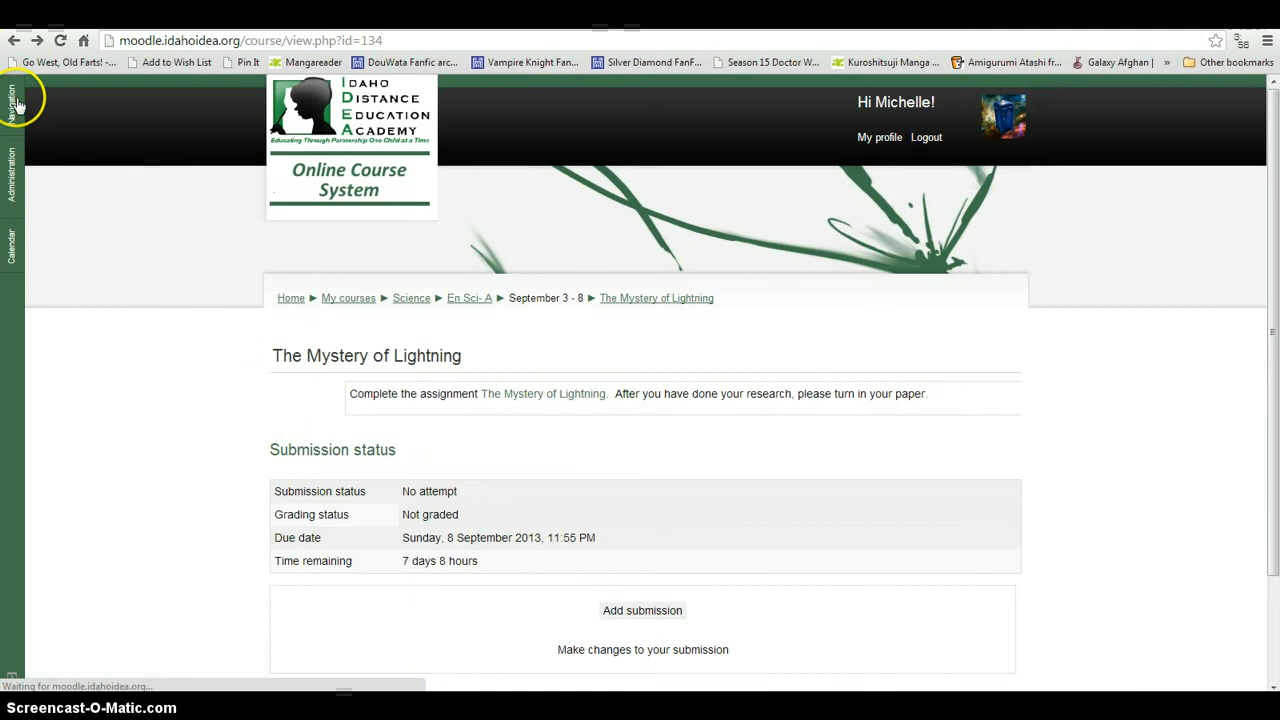 moodle.idahoidea.org/course/view.php?id=134
3:
58
Go West, Old Farts! -... Add to Wish List Pin It Mangareader DouWata Fanfic arc... Vampire Knight Fan... Silver Diamond FanF... Season 15 Doctor W... Kuroshitsuji Manga ... Amigurumi Atashi fr... Galaxy Afghan | » Other bookmarks
Navigation
Administration
Calendar
IDAHO
DISTANCE
EDUCATION
ACADEMY
Educating Through Partnership One Child at a Time
Online Course
System
Hi Michelle!
My profile Logout
Home ► My courses ► Science ► En Sci- A ► September 3 - 8 ► The Mystery of Lightning
The Mystery of Lightning
Complete the assignment The Mystery of Lightning. After you have done your research, please turn in your paper.
Submission status
Submission status No attempt
Grading status Not graded
Due date Sunday, 8 September 2013, 11:55 PM
Time remaining 7 days 8 hours
Add submission
Make changes to your submission
Waiting for moodle.idahoidea.org...
Screencast-O-Matic.com